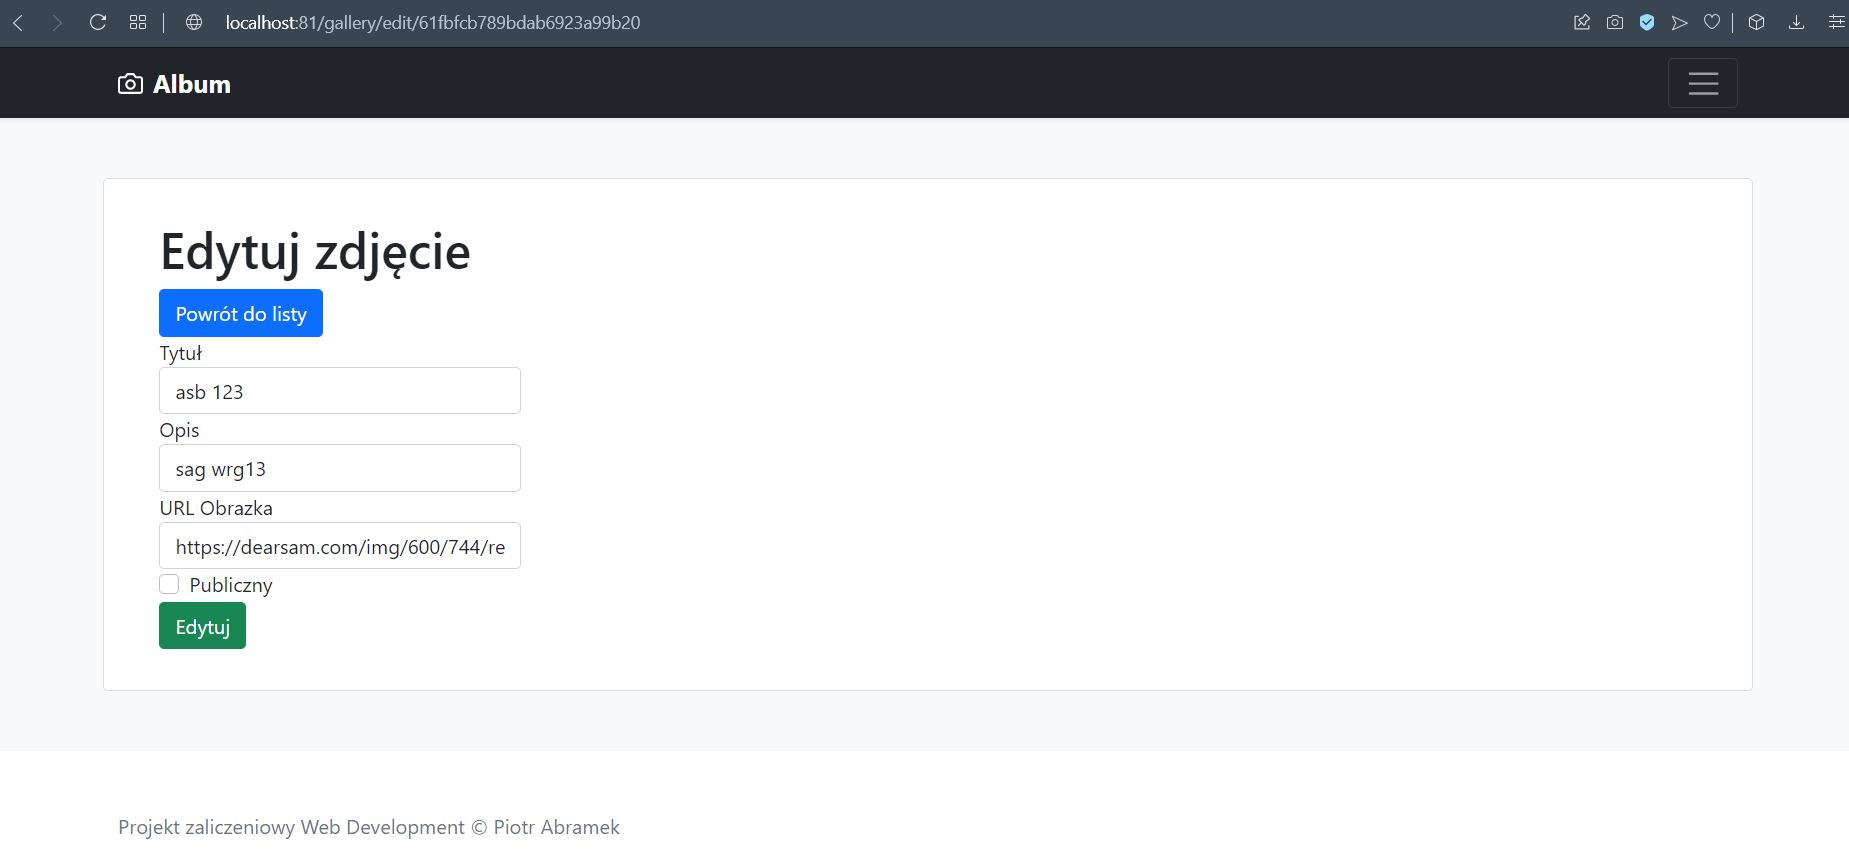 localhost:81/gallery/edit/61fbfcb789bdab6923a99b20
Album
Edytuj zdjęcie
Powrót do listy
Tytuł
asb 123
Opis
sag wrg13
URL Obrazka
https://dearsam.com/img/600/744/re
Publiczny
Edytuj
Projekt zaliczeniowy Web Development © Piotr Abramek